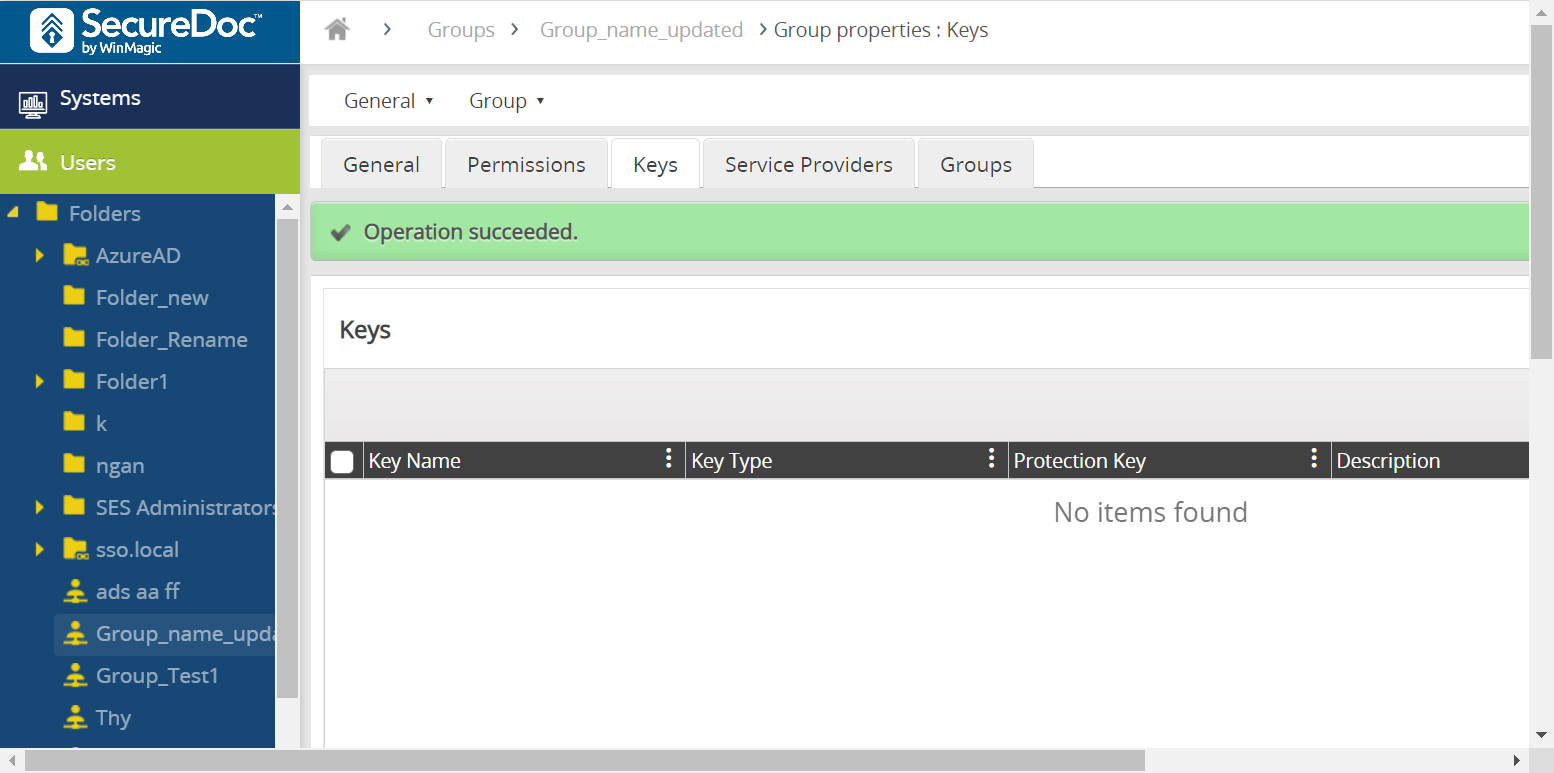 SecureDoc™
by WinMagic
Groups
Group_name_updated
Group properties : Keys
Systems
Users
General
Group
General
Permissions
Keys
Service Providers
Groups
Operation succeeded.
Folders
AzureAD
Folder_new
Folder_Rename
Folder1
k
ngan
SES Administrators
sso.local
ads aa ff
Group_name_upda
Group_Test1
Thy
Keys
Key Name
Key Type
Protection Key
Description
No items found